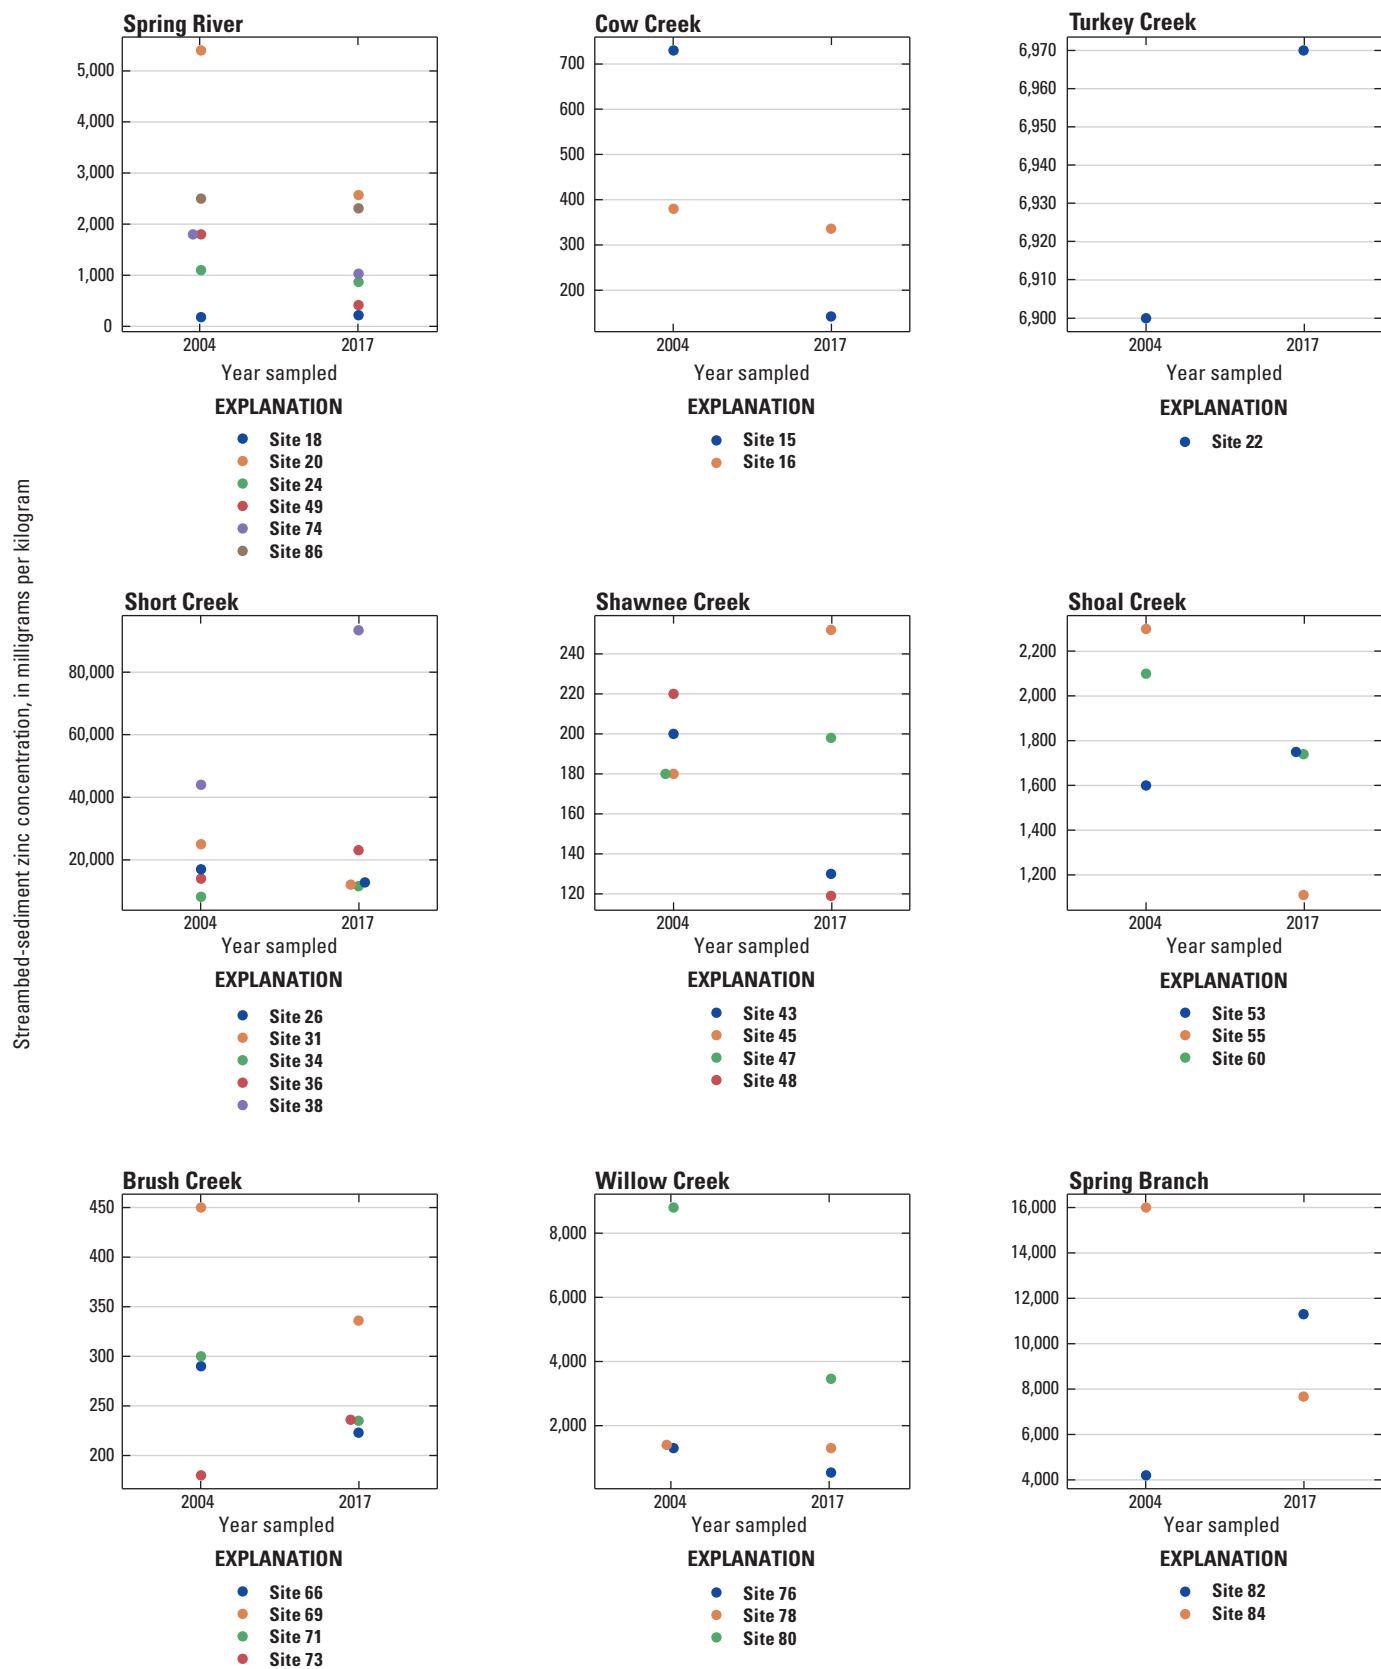 Streambed-sediment zinc concentration, in milligrams per kilogram
Spring River
5,000
4,000
3,000
2,000
1,000
0
2004 2017
Year sampled
EXPLANATION
Site 18
Site 20
Site 24
Site 49
Site 74
Site 86
Cow Creek
700
600
500
400
300
200
2004 2017
Year sampled
EXPLANATION
Site 15
Site 16
Turkey Creek
6,970
6,960
6,950
6,940
6,930
6,920
6,910
6,900
2004 2017
Year sampled
EXPLANATION
Site 22
Short Creek
80,000
60,000
40,000
20,000
2004 2017
Year sampled
EXPLANATION
Site 26
Site 31
Site 34
Site 36
Site 38
Shawnee Creek
240
220
200
180
160
130
120
2004 2017
Year sampled
EXPLANATION
Site 43
Site 45
Site 47
Site 48
Shoal Creek
2,200
2,000
1,800
1,600
1,400
1,200
2004 2017
Year sampled
EXPLANATION
Site 53
Site 55
Site 60
Brush Creek
450
400
350
300
250
200
2004 2017
Year sampled
EXPLANATION
Site 66
Site 69
Site 71
Site 73
Willow Creek
8,000
6,000
4,000
2,000
2004 2017
Year sampled
EXPLANATION
Site 76
Site 78
Site 80
Spring Branch
16,000
14,000
12,000
10,000
8,000
6,000
4,000
2004 2017
Year sampled
EXPLANATION
Site 82
Site 84